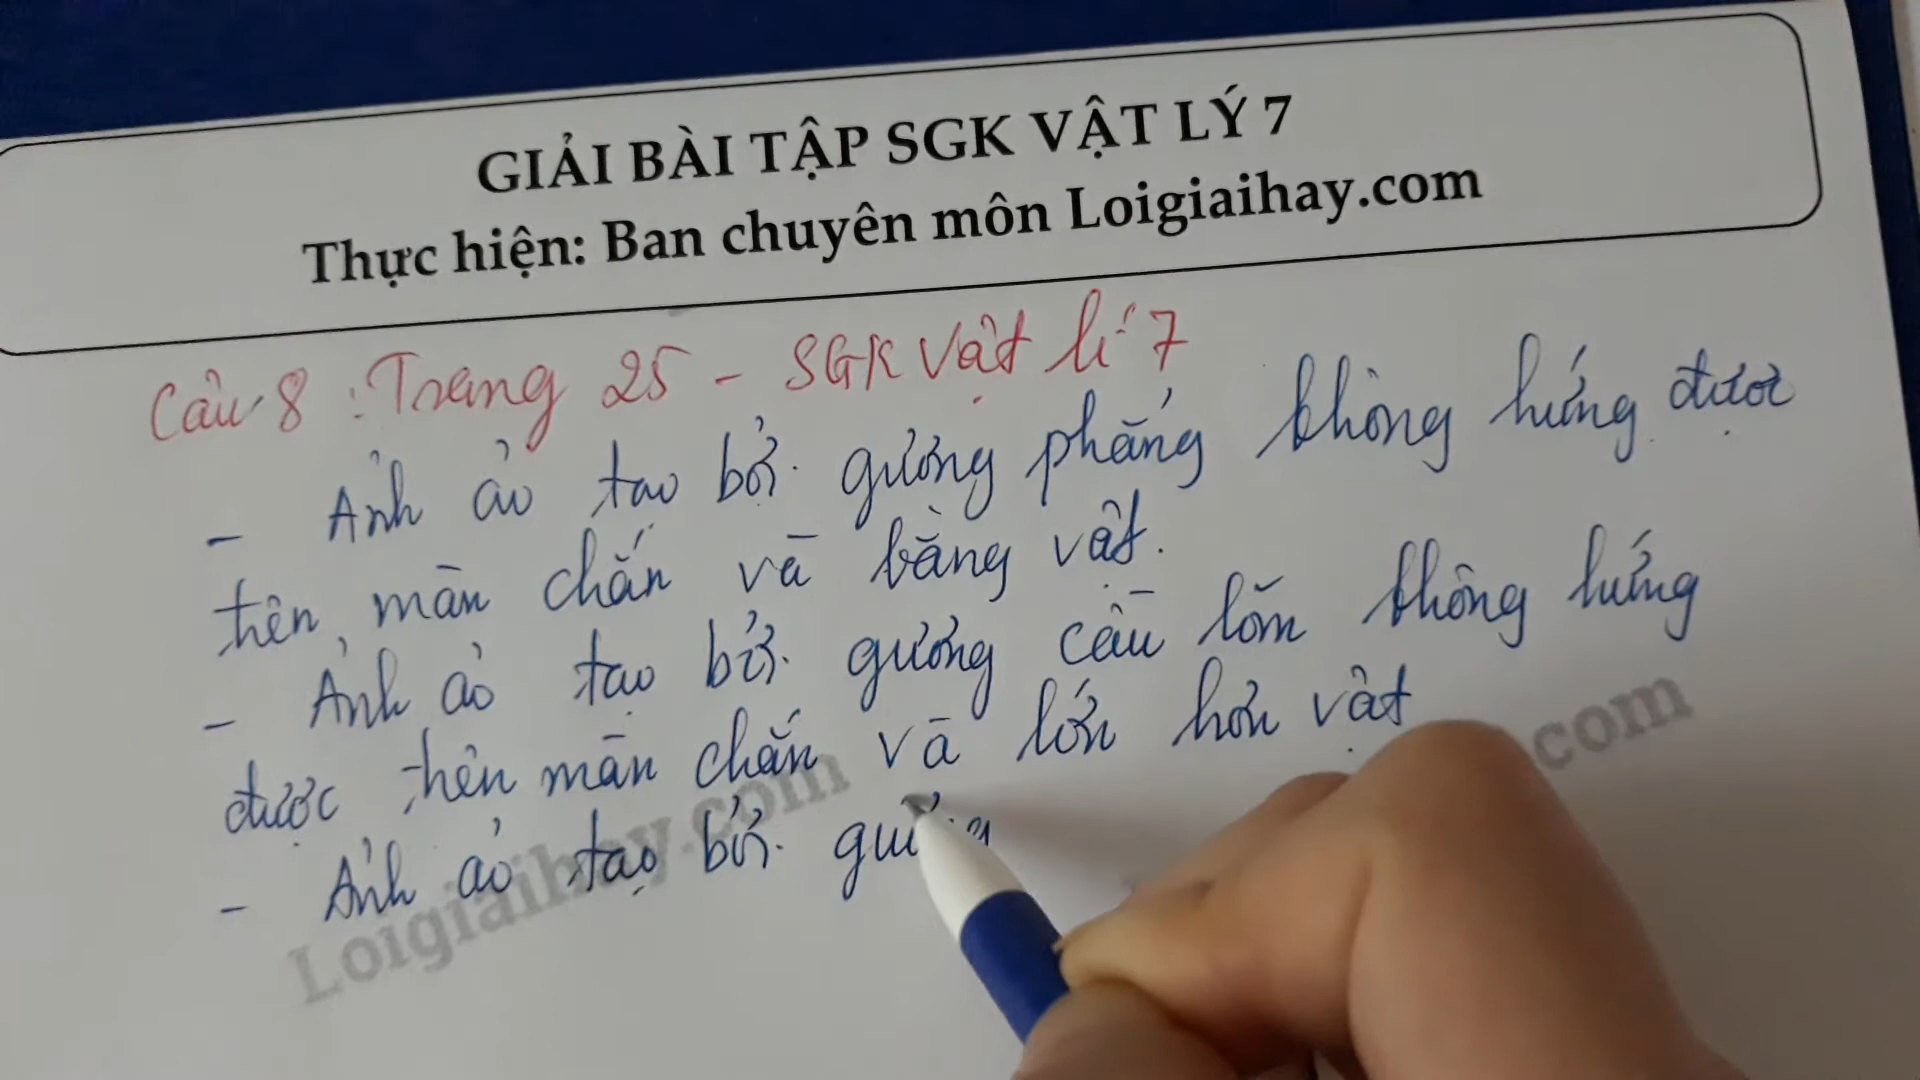 GIẢI BÀI TẬP SGK VẬT LÝ 7
Thực hiện: Ban chuyên môn Loigiaihay.com
Câu 8 : Trang 25 - SGK Vật lí 7
- Ảnh ảo tạo bởi gương phẳng không hứng được
trên màn chắn và bằng vật.
- Ảnh ảo tạo bởi gương cầu lõm không hứng
được trên màn chắn và lớn hơn vật
- Ảnh ảo tạo bởi
Loigiaihay.com
.com